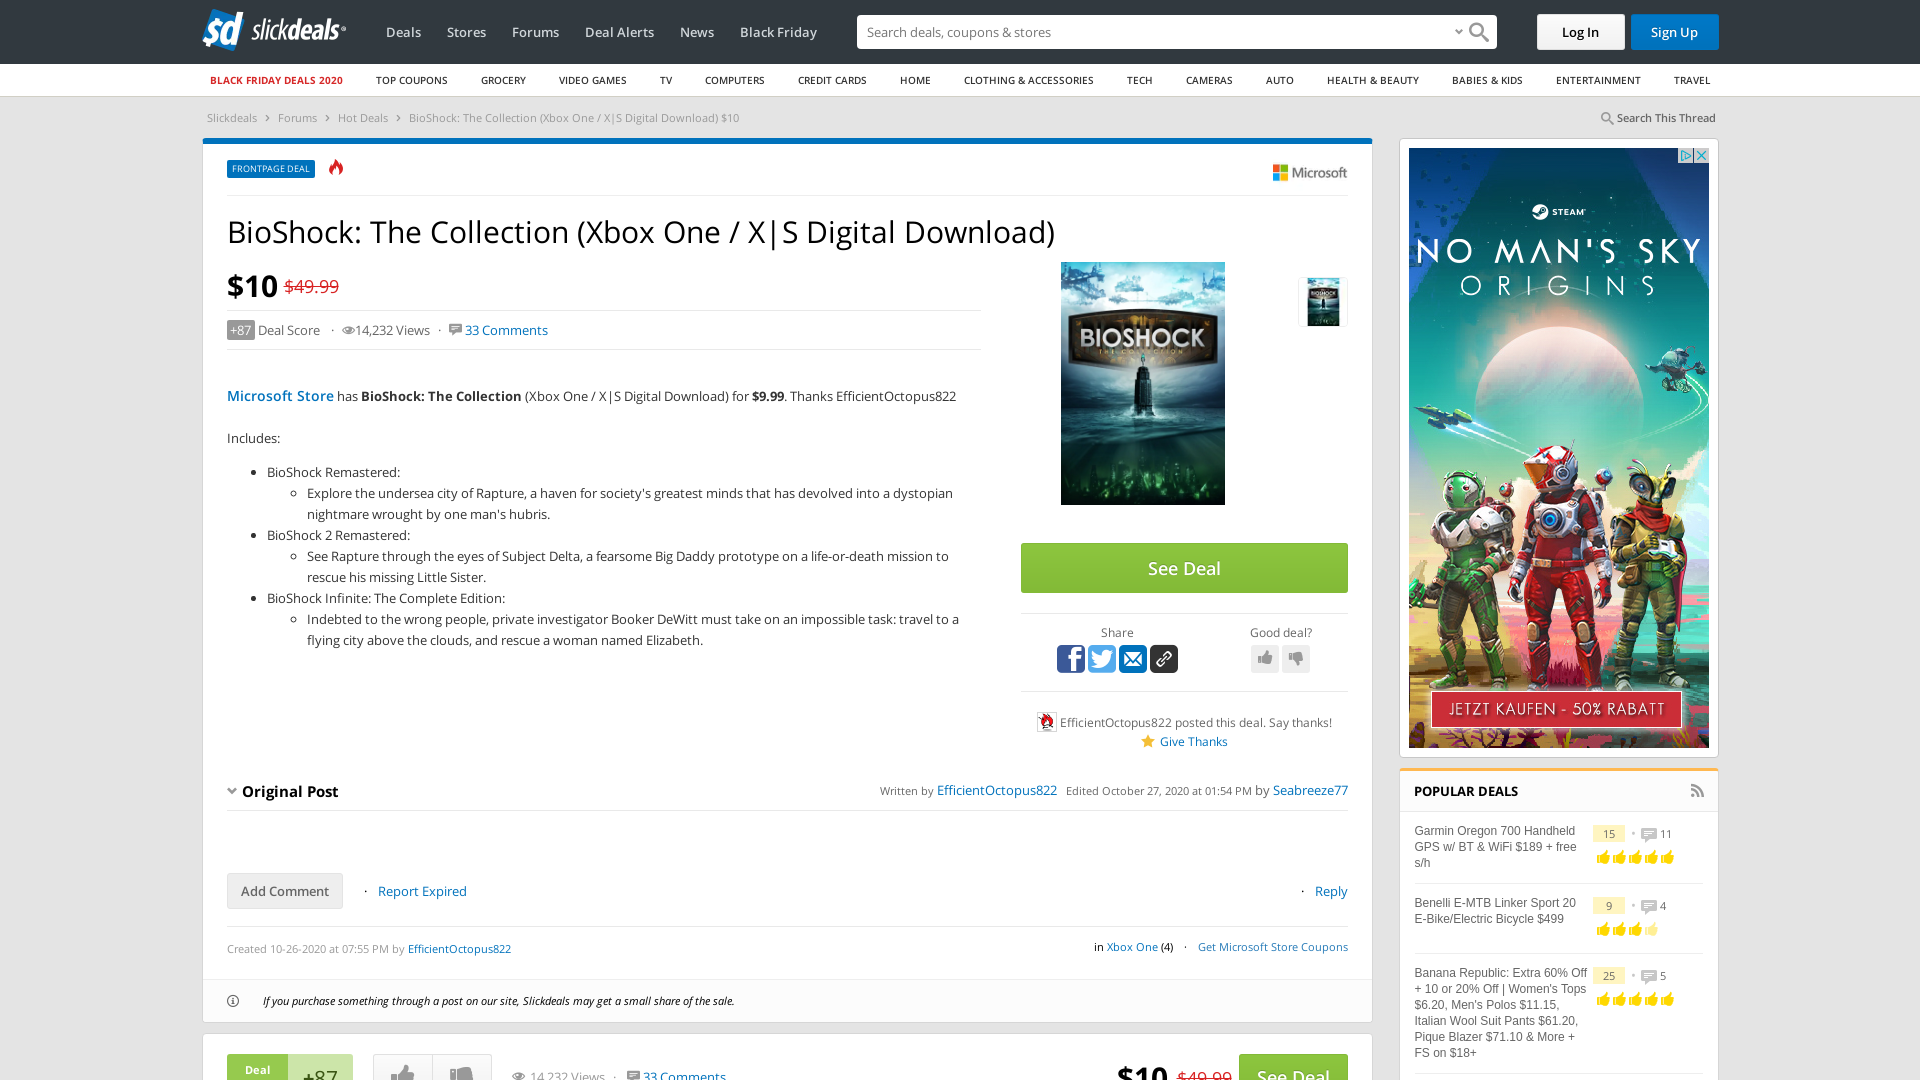 sd slickdeals
Deals Stores Forums Deal Alerts News Black Friday
Search deals, coupons & stores
Log In
Sign Up
BLACK FRIDAY DEALS 2020 TOP COUPONS GROCERY VIDEO GAMES TV COMPUTERS CREDIT CARDS HOME CLOTHING & ACCESSORIES TECH CAMERAS AUTO HEALTH & BEAUTY BABIES & KIDS ENTERTAINMENT TRAVEL
Slickdeals › Forums › Hot Deals › BioShock: The Collection (Xbox One / X|S Digital Download) $10
Search This Thread
FRONTPAGE DEAL
Microsoft
BioShock: The Collection (Xbox One / X|S Digital Download)
$10 $49.99
+87 Deal Score · 14,232 Views · 33 Comments
Microsoft Store has BioShock: The Collection (Xbox One / X|S Digital Download) for $9.99. Thanks EfficientOctopus822
Includes:
• BioShock Remastered:
Explore the undersea city of Rapture, a haven for society's greatest minds that has devolved into a dystopian
nightmare wrought by one man's hubris.
• BioShock 2 Remastered:
See Rapture through the eyes of Subject Delta, a fearsome Big Daddy prototype on a life-or-death mission to
rescue his missing Little Sister.
• BioShock Infinite: The Complete Edition:
Indebted to the wrong people, private investigator Booker DeWitt must take on an impossible task: travel to a
flying city above the clouds, and rescue a woman named Elizabeth.
BIOSHOCK
THE COLLECTION
BIOSHOCK
See Deal
Share
Good deal?
EfficientOctopus822 posted this deal. Say thanks!
Give Thanks
Original Post
Written by EfficientOctopus822 Edited October 27, 2020 at 01:54 PM by Seabreeze77
Add Comment · Report Expired
· Reply
Created 10-26-2020 at 07:55 PM by EfficientOctopus822
in Xbox One (4) · Get Microsoft Store Coupons
If you purchase something through a post on our site, Slickdeals may get a small share of the sale.
Deal
+87
14,232 Views · 33 Comments
$10 $49.99
See Deal
STEAM
NO MAN'S SKY
ORIGINS
JETZT KAUFEN - 50% RABATT
POPULAR DEALS
Garmin Oregon 700 Handheld
GPS w/ BT & WiFi $189 + free
s/h
15 • 11
Benelli E-MTB Linker Sport 20
E-Bike/Electric Bicycle $499
9 • 4
Banana Republic: Extra 60% Off
+ 10 or 20% Off | Women's Tops
$6.20, Men's Polos $11.15,
Italian Wool Suit Pants $61.20,
Pique Blazer $71.10 & More +
FS on $18+
25 • 5